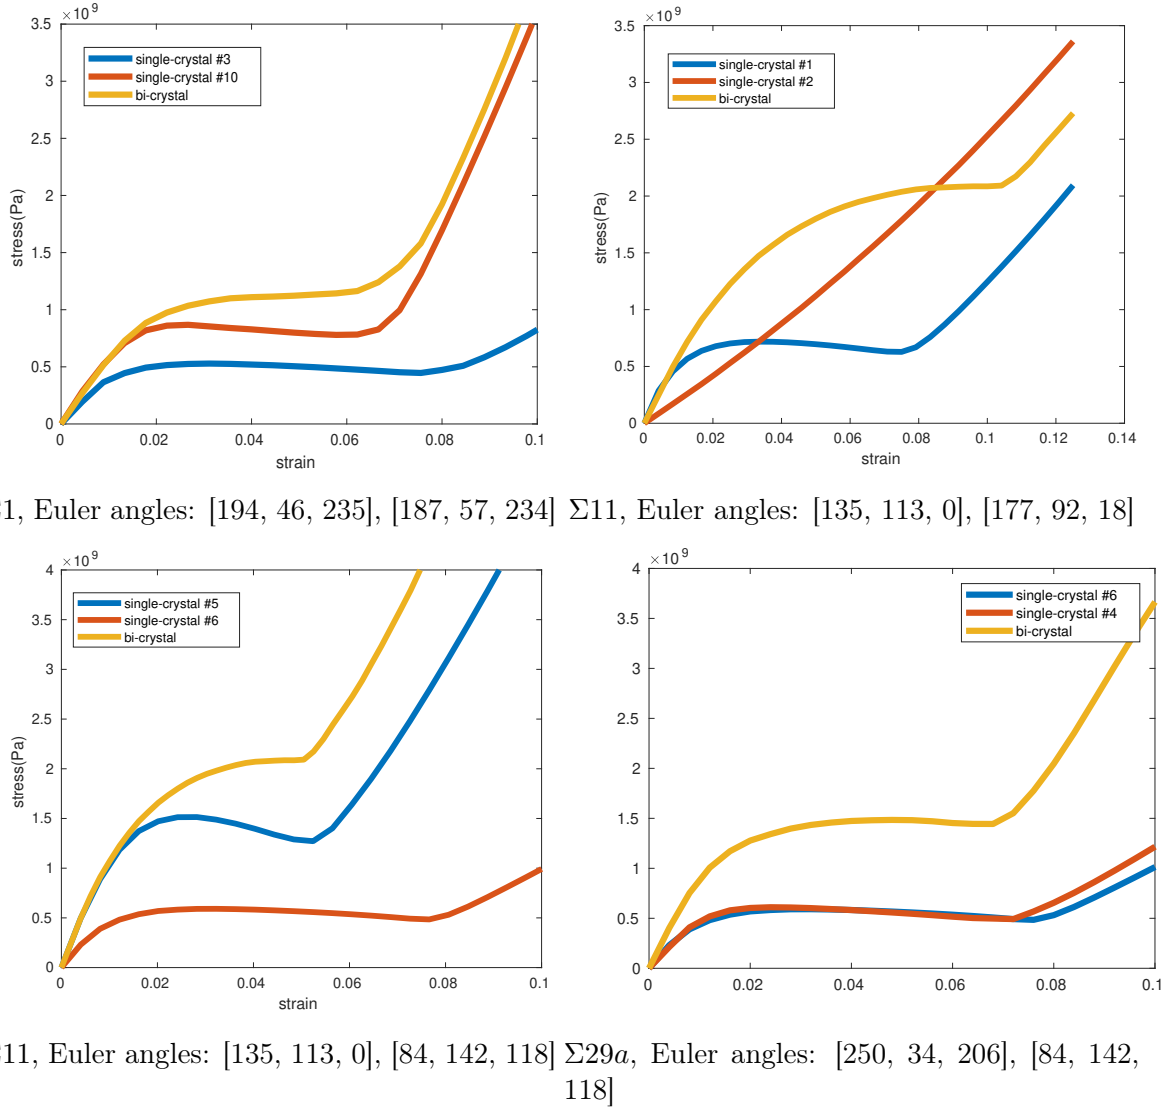 ×10 9
3.5
3
2.5
2
1.5
1
0.5
0
stress(Pa)
single-crystal #3
single-crystal #10
bi-crystal
0 0.02 0.04 0.06 0.08 0.1
strain
×10 9
3.5
3
2.5
2
1.5
1
0.5
0
stress(Pa)
single-crystal #1
single-crystal #2
bi-crystal
0 0.02 0.04 0.06 0.08 0.1 0.12 0.14
strain
1, Euler angles: [194, 46, 235], [187, 57, 234] Σ11, Euler angles: [135, 113, 0], [177, 92, 18]
×10 9
4
3.5
3
2.5
2
1.5
1
0.5
0
stress(Pa)
single-crystal #5
single-crystal #6
bi-crystal
0 0.02 0.04 0.06 0.08 0.1
strain
×10 9
4
3.5
3
2.5
2
1.5
1
0.5
0
single-crystal #6
single-crystal #4
bi-crystal
0 0.02 0.04 0.06 0.08 0.1
11, Euler angles: [135, 113, 0], [84, 142, 118] Σ29a, Euler angles: [250, 34, 206], [84, 142,
118]